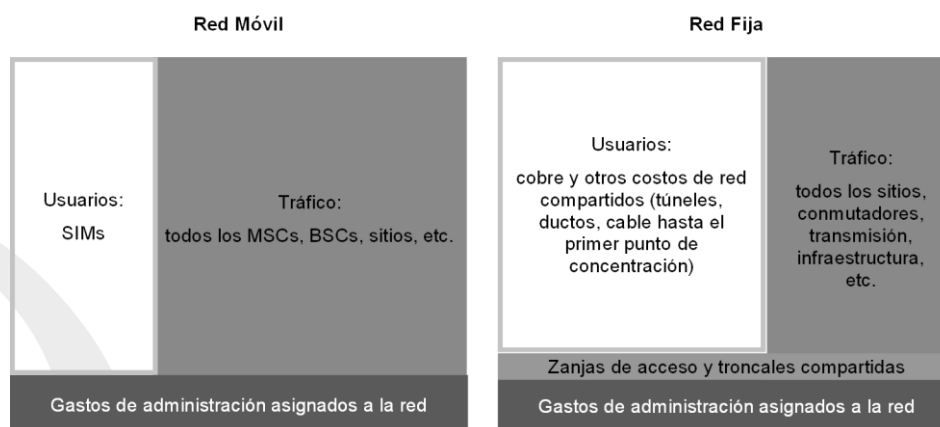 Red Móvil
Usuarios:
SIMs
Tráfico:
todos los MSCs, BSCs, sitios, etc.
Gastos de administración asignados a la red
Red Fija
Usuarios:
cobre y otros costos de red
compartidos (túneles,
ductos, cable hasta el
primer punto de
concentración)
Tráfico:
todos los sitios,
conmutadores,
transmisión,
infraestructura,
etc.
Zanjas de acceso y troncales compartidas
Gastos de administración asignados a la red